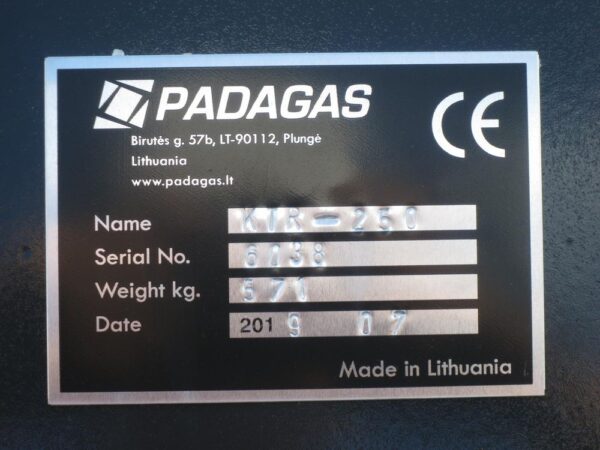 PADAGAS
CE
Birutės g. 57b, LT-90112, Plungė
Lithuania
www.padagas.lt
Name KTR-250
Serial No. 6138
Weight kg. 571
Date 2019 07
Made in Lithuania